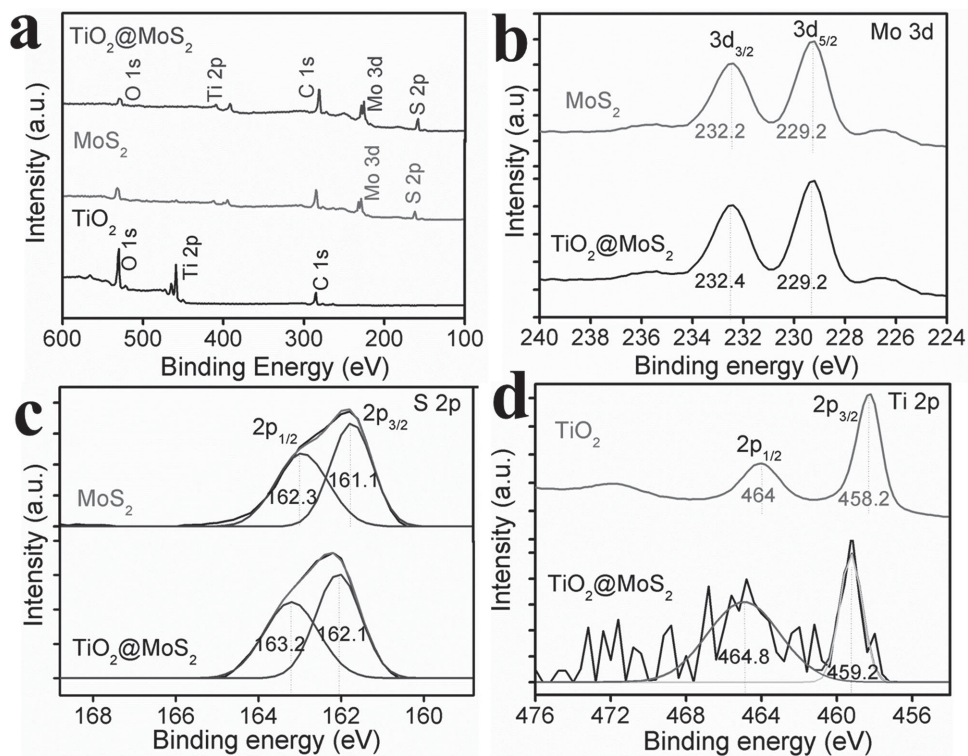 a
TiO2@MoS2
O 1s
Ti 2p
C 1s
Mo 3d
S 2p
MoS2
Mo 3d
S 2p
TiO2
O 1s
Ti 2p
C 1s
Intensity (a.u.)
600 500 400 300 200 100
Binding Energy (eV)
b
Mo 3d
3d3/2
3d5/2
MoS2
232.2
229.2
TiO2@MoS2
232.4
229.2
Intensity (a.u)
240 238 236 234 232 230 228 226 224
Binding energy (eV)
c
S 2p
2p1/2
2p3/2
MoS2
162.3
161.1
TiO2@MoS2
163.2
162.1
Intensity (a.u.)
168 166 164 162 160
Binding energy (eV)
d
Ti 2p
2p3/2
TiO2
2p1/2
464
458.2
TiO2@MoS2
464.8
459.2
Intensity (a.u.)
476 472 468 464 460 456
Binding energy (eV)